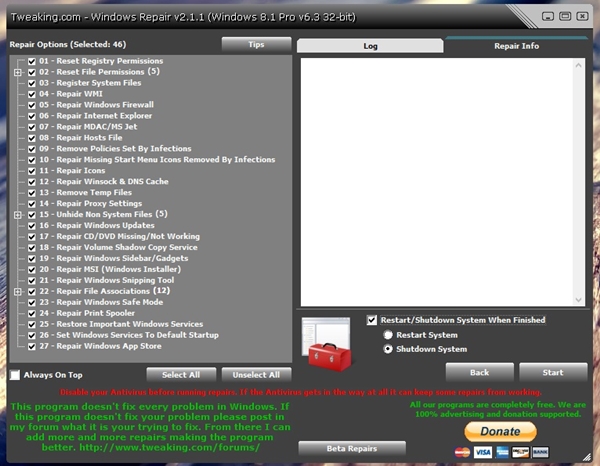 Tweaking.com - Windows Repair v2.1.1 (Windows 8.1 Pro v6.3 32-bit)
Repair Options (Selected: 46)
Tips
01 - Reset Registry Permissions
02 - Reset File Permissions (5)
03 - Register System Files
04 - Repair WMI
05 - Repair Windows Firewall
06 - Repair Internet Explorer
07 - Repair MDAC/MS Jet
08 - Repair Hosts File
09 - Remove Policies Set By Infections
10 - Repair Missing Start Menu Icons Removed By Infections
11 - Repair Icons
12 - Repair Winsock & DNS Cache
13 - Remove Temp Files
14 - Repair Proxy Settings
15 - Unhide Non System Files (5)
16 - Repair Windows Updates
17 - Repair CD/DVD Missing/Not Working
18 - Repair Volume Shadow Copy Service
19 - Repair Windows Sidebar/Gadgets
20 - Repair MSI (Windows Installer)
21 - Repair Windows Snipping Tool
22 - Repair File Associations (12)
23 - Repair Windows Safe Mode
24 - Repair Print Spooler
25 - Restore Important Windows Services
26 - Set Windows Services To Default Startup
27 - Repair Windows App Store
Always On Top
Select All
Unselect All
Log
Repair Info
Restart/Shutdown System When Finished
Restart System
Shutdown System
Back
Start
Disable your Antivirus before running repairs. If the Antivirus gets in the way at all it can keep some repairs from working.
This program doesn't fix every problem in Windows. If
this program doesn't fix your problem please post in
my forum what it is your trying to fix. From there I can
add more and more repairs making the program
better. http://www.tweaking.com/forums/
Beta Repairs
All our programs are completely free. We are
100% advertising and donation supported.
Donate
VISA